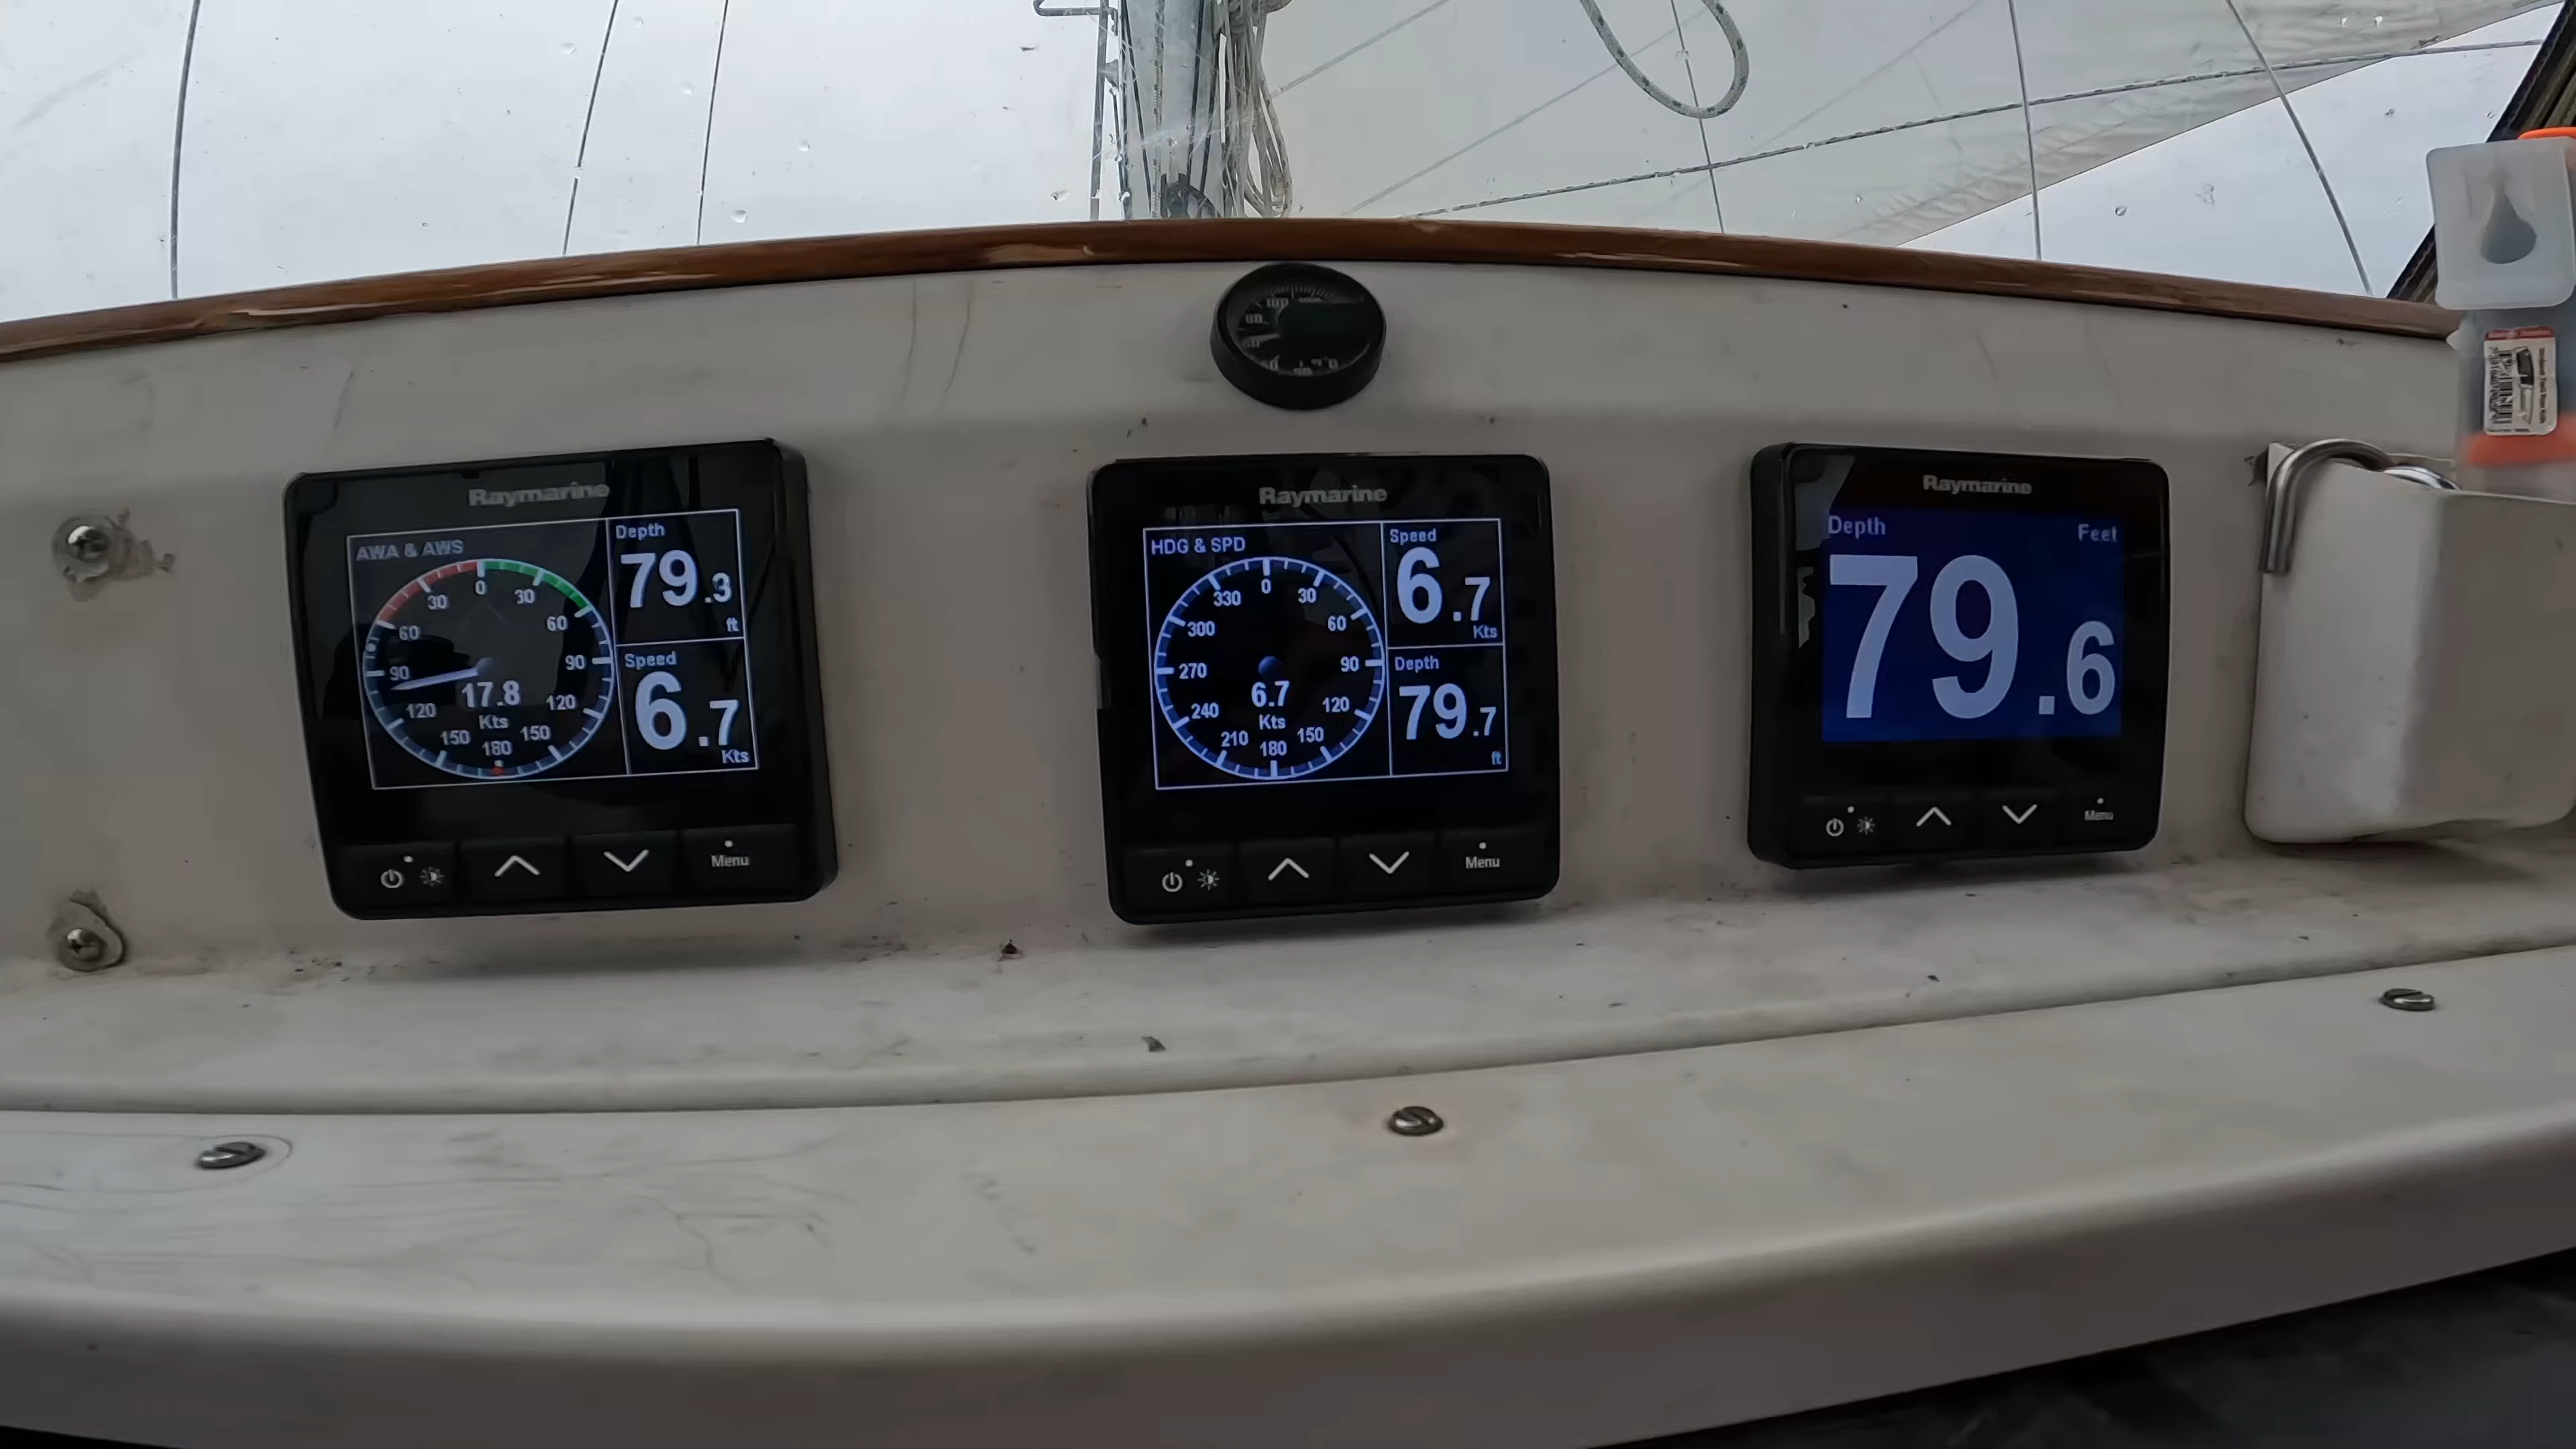 Raymarine
AWA & AWS
0
30
30
60
60
90
90
120
120
150
150
180
17.8
Kts
Depth
79.3
ft
Speed
6.7
Kts
Menu
Raymarine
HDG & SPD
0
330
30
300
60
270
90
240
120
210
150
180
6.7
Kts
Speed
6.7
Kts
Depth
79.7
ft
Menu
Raymarine
Depth
Feet
79.6
Menu